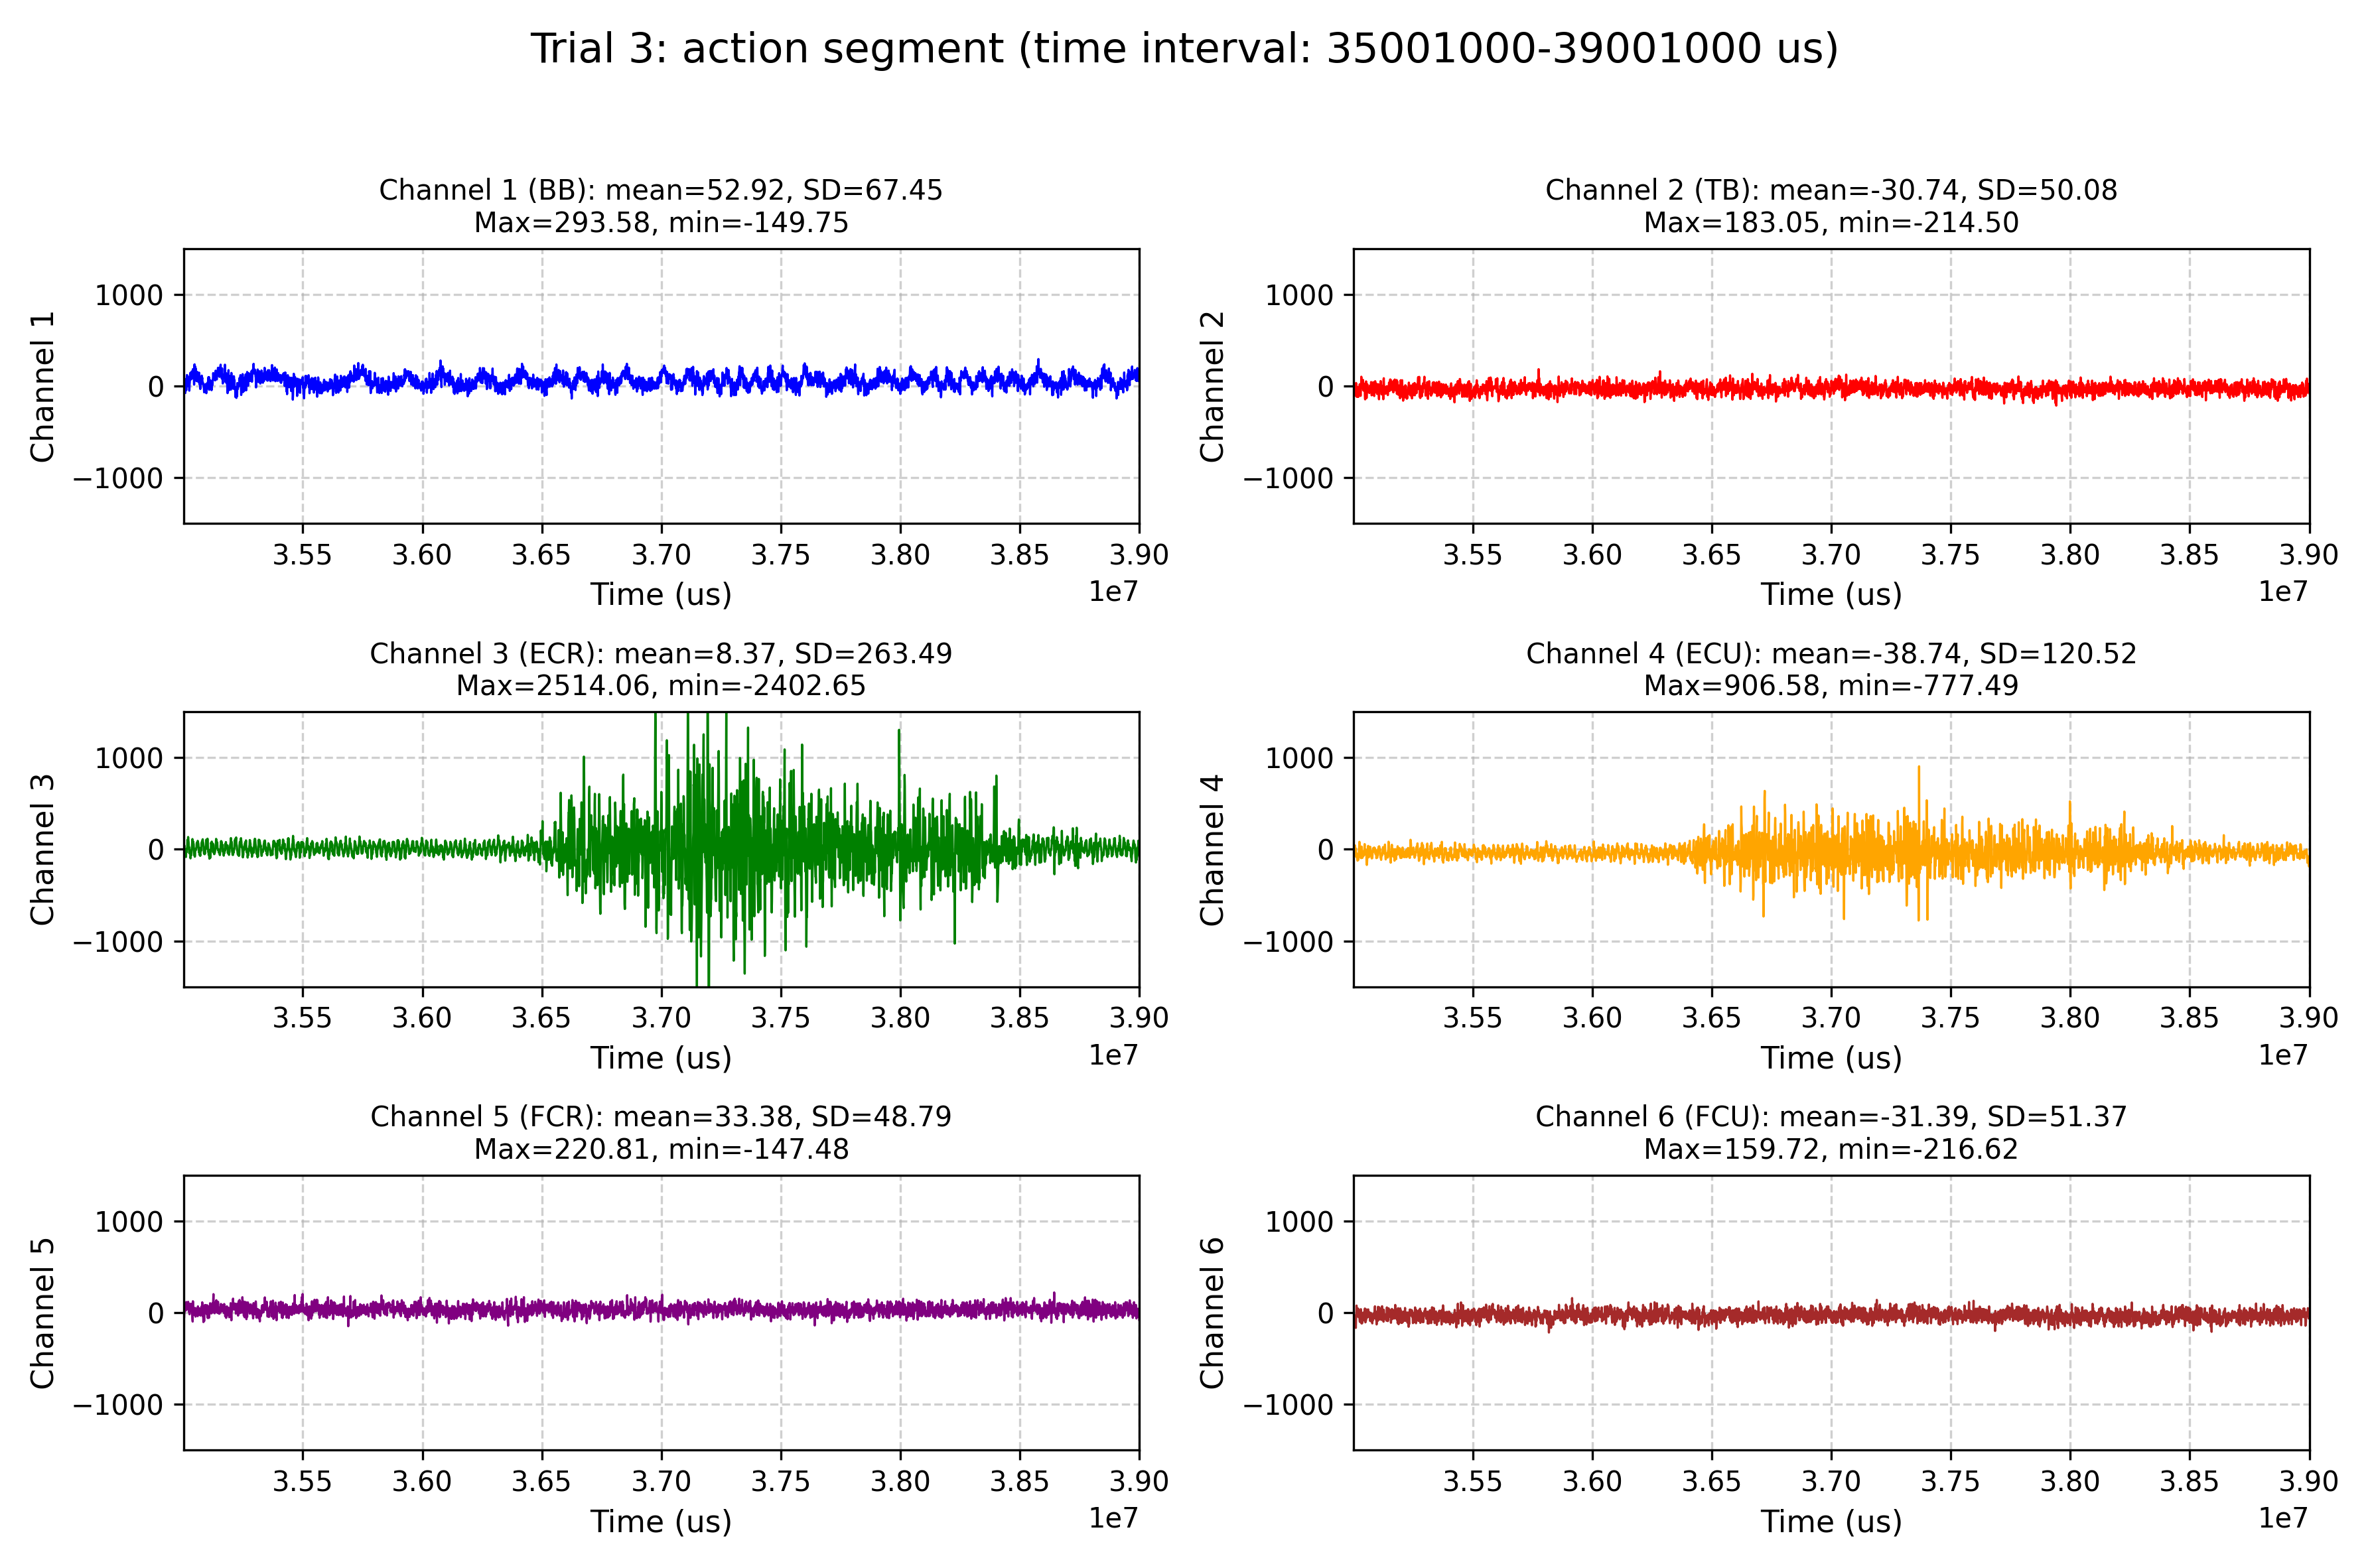 Trial 3: action segment (time interval: 35001000-39001000 us)
Channel 1 (BB): mean=52.92, SD=67.45
Max=293.58, min=-149.75
Channel 1
1000
0
−1000
3.55 3.60 3.65 3.70 3.75 3.80 3.85 3.90
1e7
Time (us)
Channel 2 (TB): mean=-30.74, SD=50.08
Max=183.05, min=-214.50
Channel 2
1000
0
−1000
3.55 3.60 3.65 3.70 3.75 3.80 3.85 3.90
1e7
Time (us)
Channel 3 (ECR): mean=8.37, SD=263.49
Max=2514.06, min=-2402.65
Channel 3
1000
0
−1000
3.55 3.60 3.65 3.70 3.75 3.80 3.85 3.90
1e7
Time (us)
Channel 4 (ECU): mean=-38.74, SD=120.52
Max=906.58, min=-777.49
Channel 4
1000
0
−1000
3.55 3.60 3.65 3.70 3.75 3.80 3.85 3.90
1e7
Time (us)
Channel 5 (FCR): mean=33.38, SD=48.79
Max=220.81, min=-147.48
Channel 5
1000
0
−1000
3.55 3.60 3.65 3.70 3.75 3.80 3.85 3.90
1e7
Time (us)
Channel 6 (FCU): mean=-31.39, SD=51.37
Max=159.72, min=-216.62
Channel 6
1000
0
−1000
3.55 3.60 3.65 3.70 3.75 3.80 3.85 3.90
1e7
Time (us)